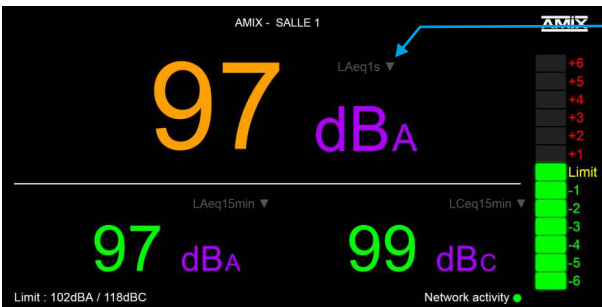 AMIX - SALLE 1
AMIX
LAeq1s ▼
97 dBA
+6
+5
+4
+3
+2
+1
Limit
-1
-2
-3
-4
-5
-6
LAeq15min ▼
97 dBA
LCeq15min ▼
99 dBC
Limit : 102dBA / 118dBC
Network activity